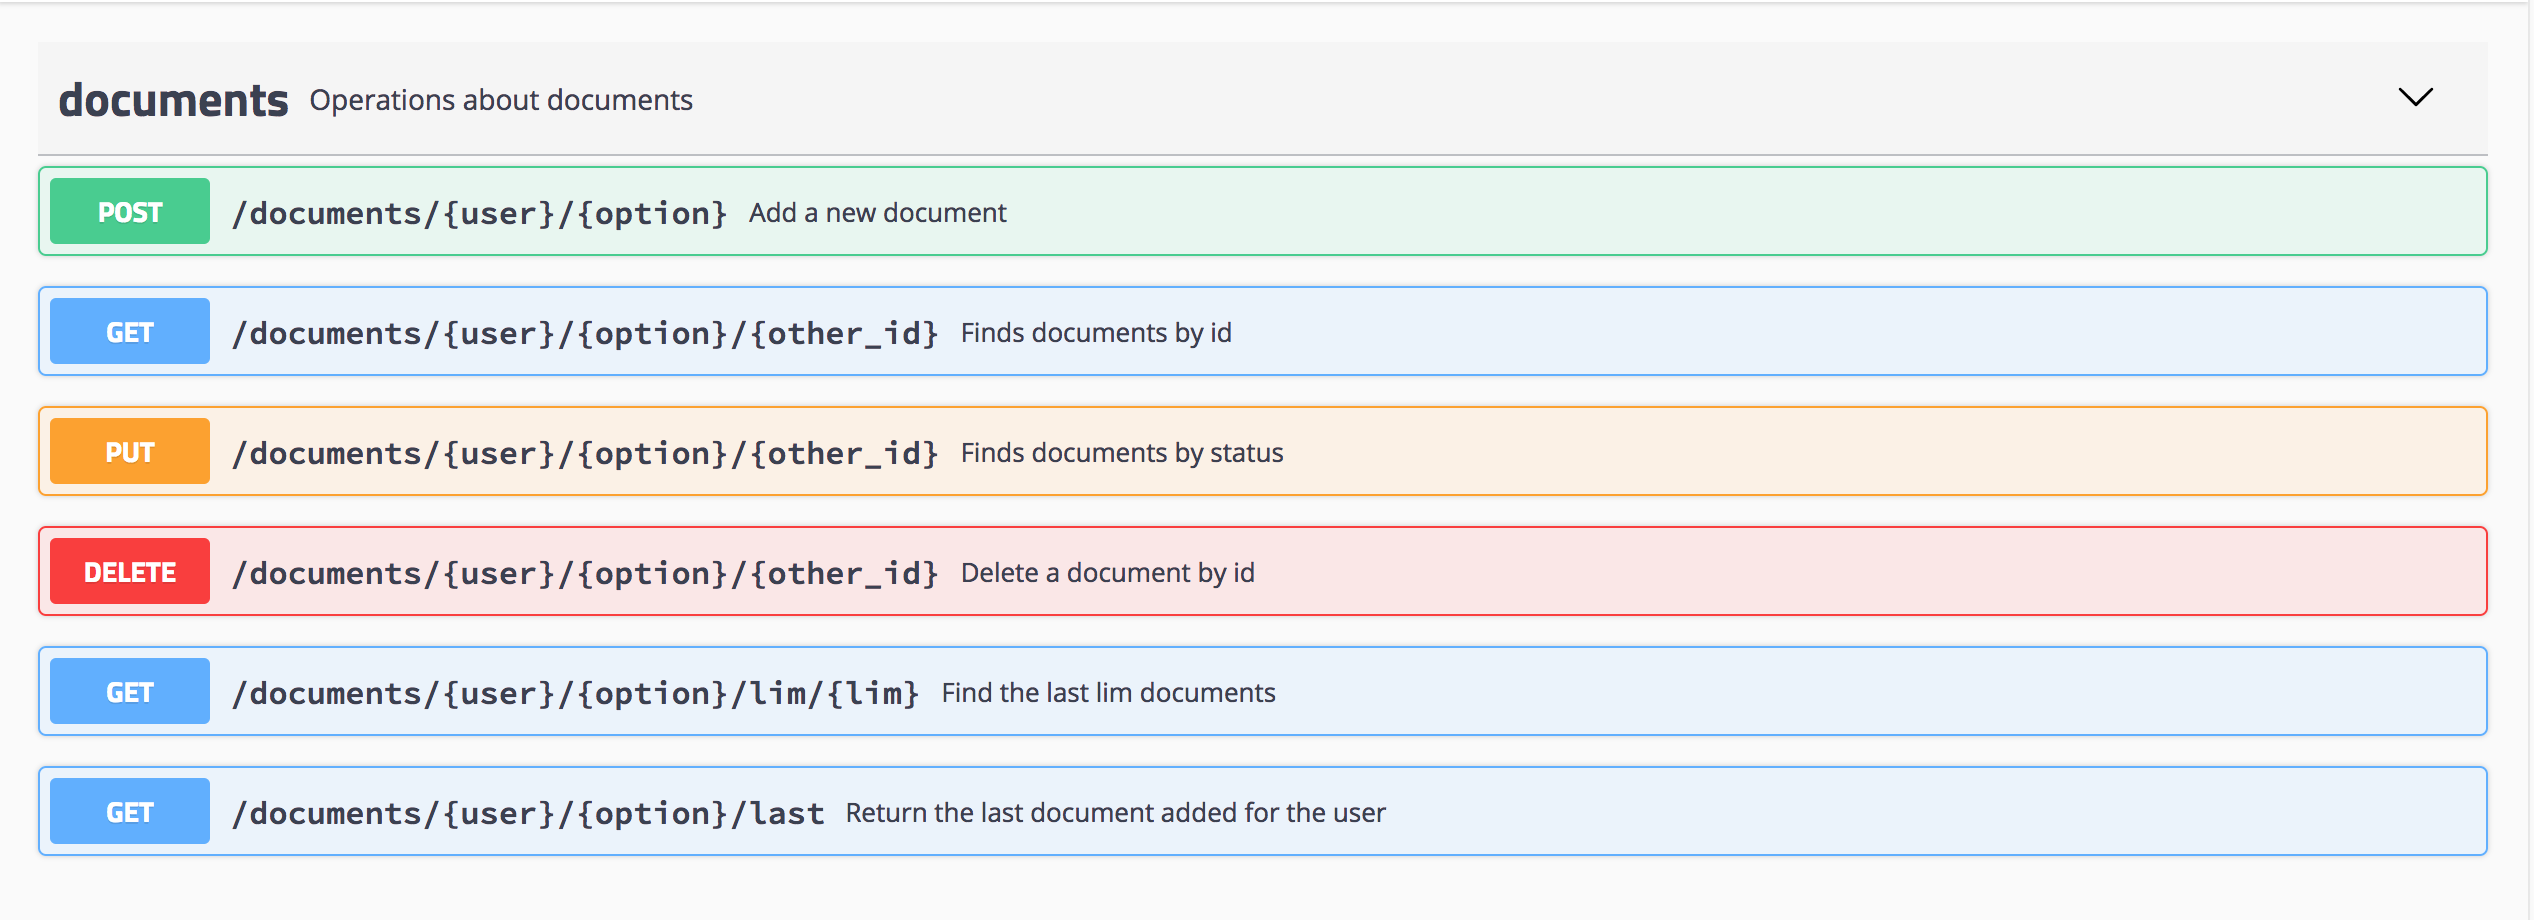 documents Operations about documents
POST /documents/{user}/{option} Add a new document
GET /documents/{user}/{option}/{other_id} Finds documents by id
PUT /documents/{user}/{option}/{other_id} Finds documents by status
DELETE /documents/{user}/{option}/{other_id} Delete a document by id
GET /documents/{user}/{option}/lim/{lim} Find the last lim documents
GET /documents/{user}/{option}/last Return the last document added for the user